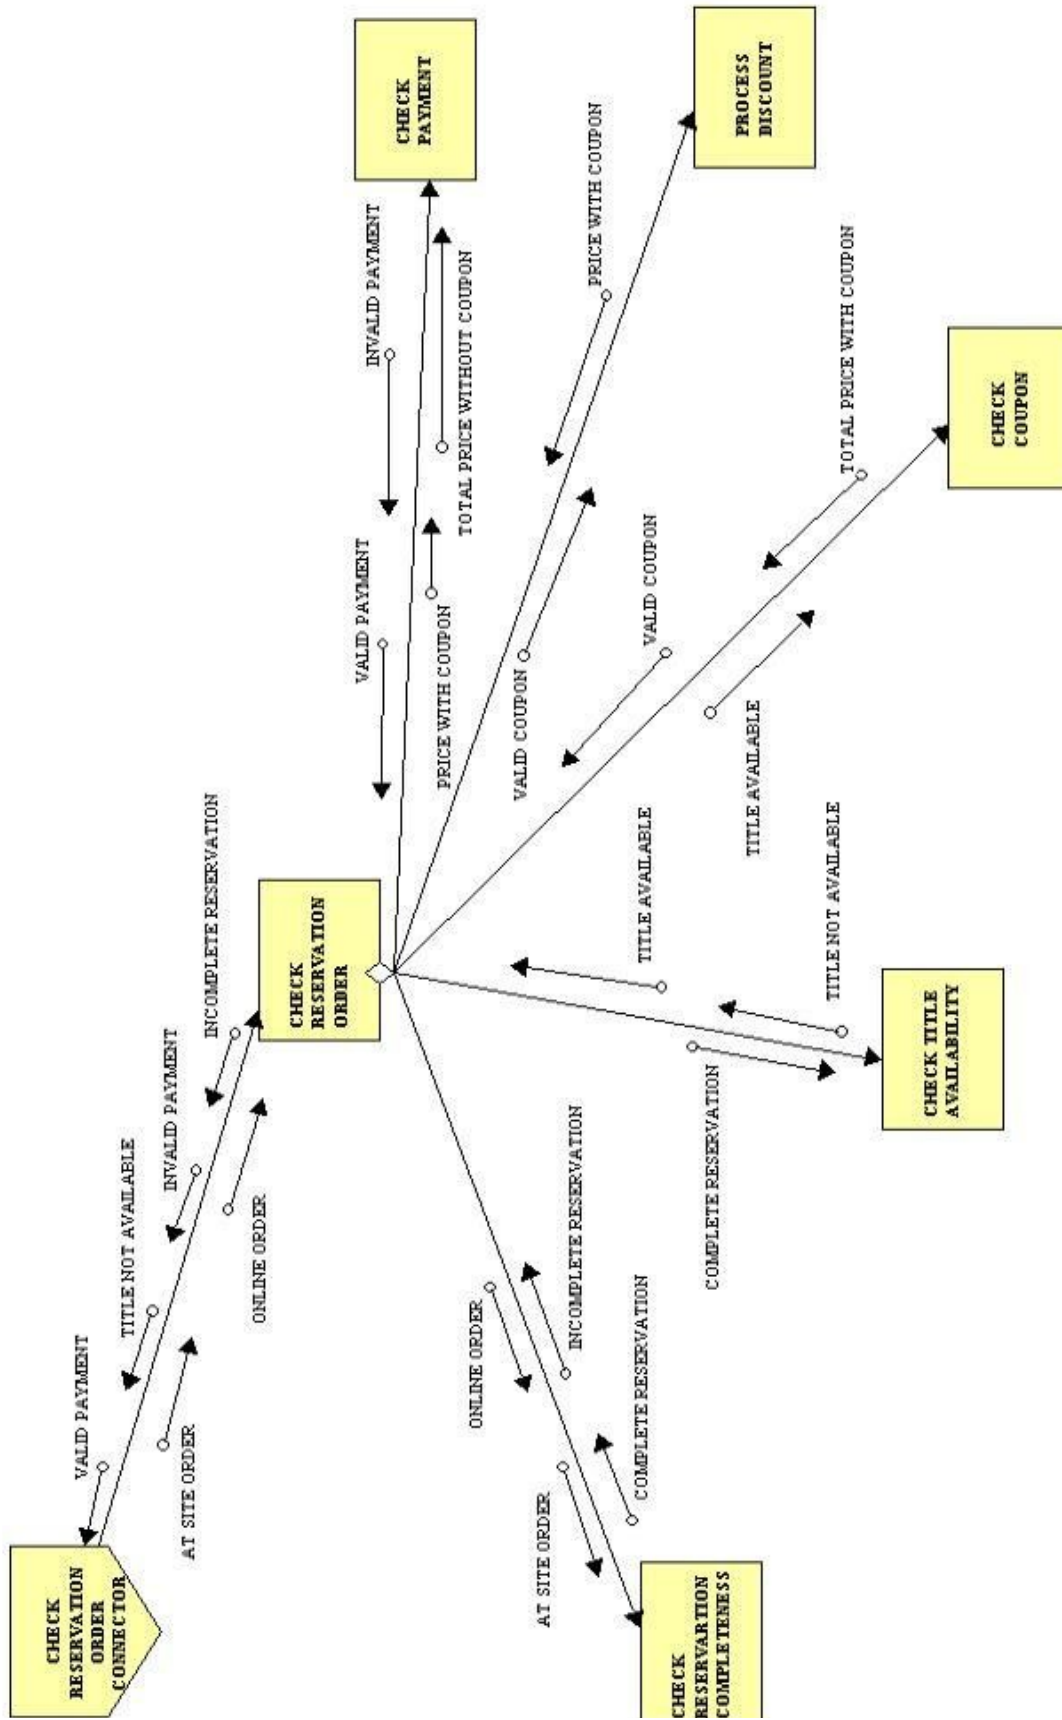 CHECK
RESERVATION
ORDER
CONNECTOR
VALID PAYMENT
TITLE NOT AVAILABLE
INVALID PAYMENT
INCOMPLETE RESERVATION
AT SITE ORDER
ONLINE ORDER
CHECK
RESERVATION
ORDER
VALID PAYMENT
INVALID PAYMENT
PRICE WITH COUPON
TOTAL PRICE WITHOUT COUPON
CHECK
PAYMENT
ONLINE ORDER
AT SITE ORDER
INCOMPLETE RESERVATION
COMPLETE RESERVATION
CHECK
RESERVARTION
COMPLETENESS
COMPLETE RESERVATION
TITLE AVAILABLE
TITLE NOT AVAILABLE
CHECK TITLE
AVAILABILITY
VALID COUPON
TITLE AVAILABLE
TOTAL PRICE WITH COUPON
CHECK
COUPON
VALID COUPON
PRICE WITH COUPON
PROCESS
DISCOUNT